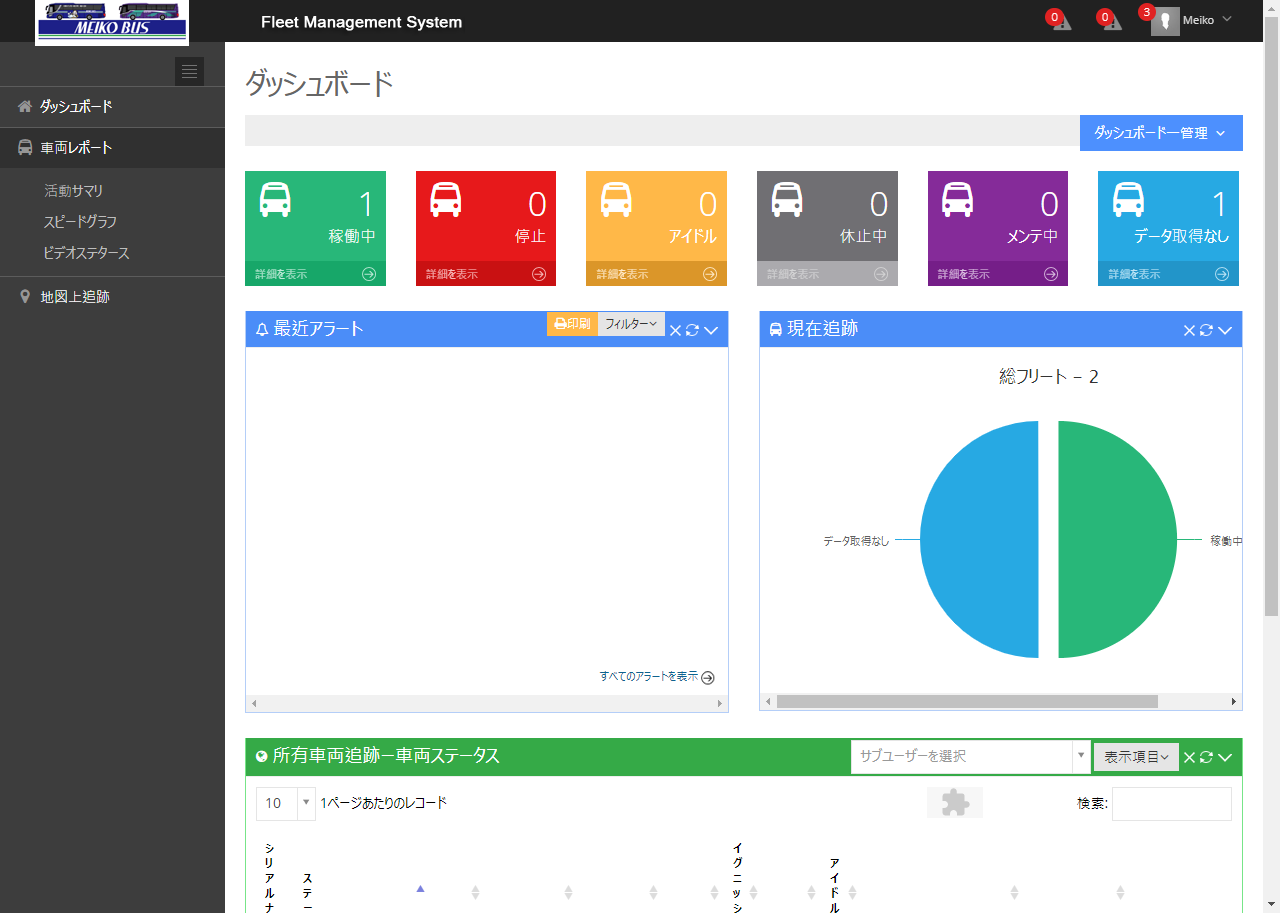 MEIKO BUS
Fleet Management System
0
0
3
Meiko
ダッシュボード
車両レポート
活動サマリ
スピードグラフ
ビデオステタース
地図上追跡
ダッシュボード
ダッシュボードー管理
1
稼働中
詳細を表示
0
停止
詳細を表示
0
アイドル
詳細を表示
0
休止中
詳細を表示
0
メンテ中
詳細を表示
1
データ取得なし
詳細を表示
最近アラート
印刷
フィルター
すべてのアラートを表示
現在追跡
総フリート – 2
データ取得なし
稼働中
所有車両追跡ー車両ステータス
サブユーザーを選択
表示項目
10
1ページあたりのレコード
検索:
シリアルナ
ステー
イグニッシ
アイドル